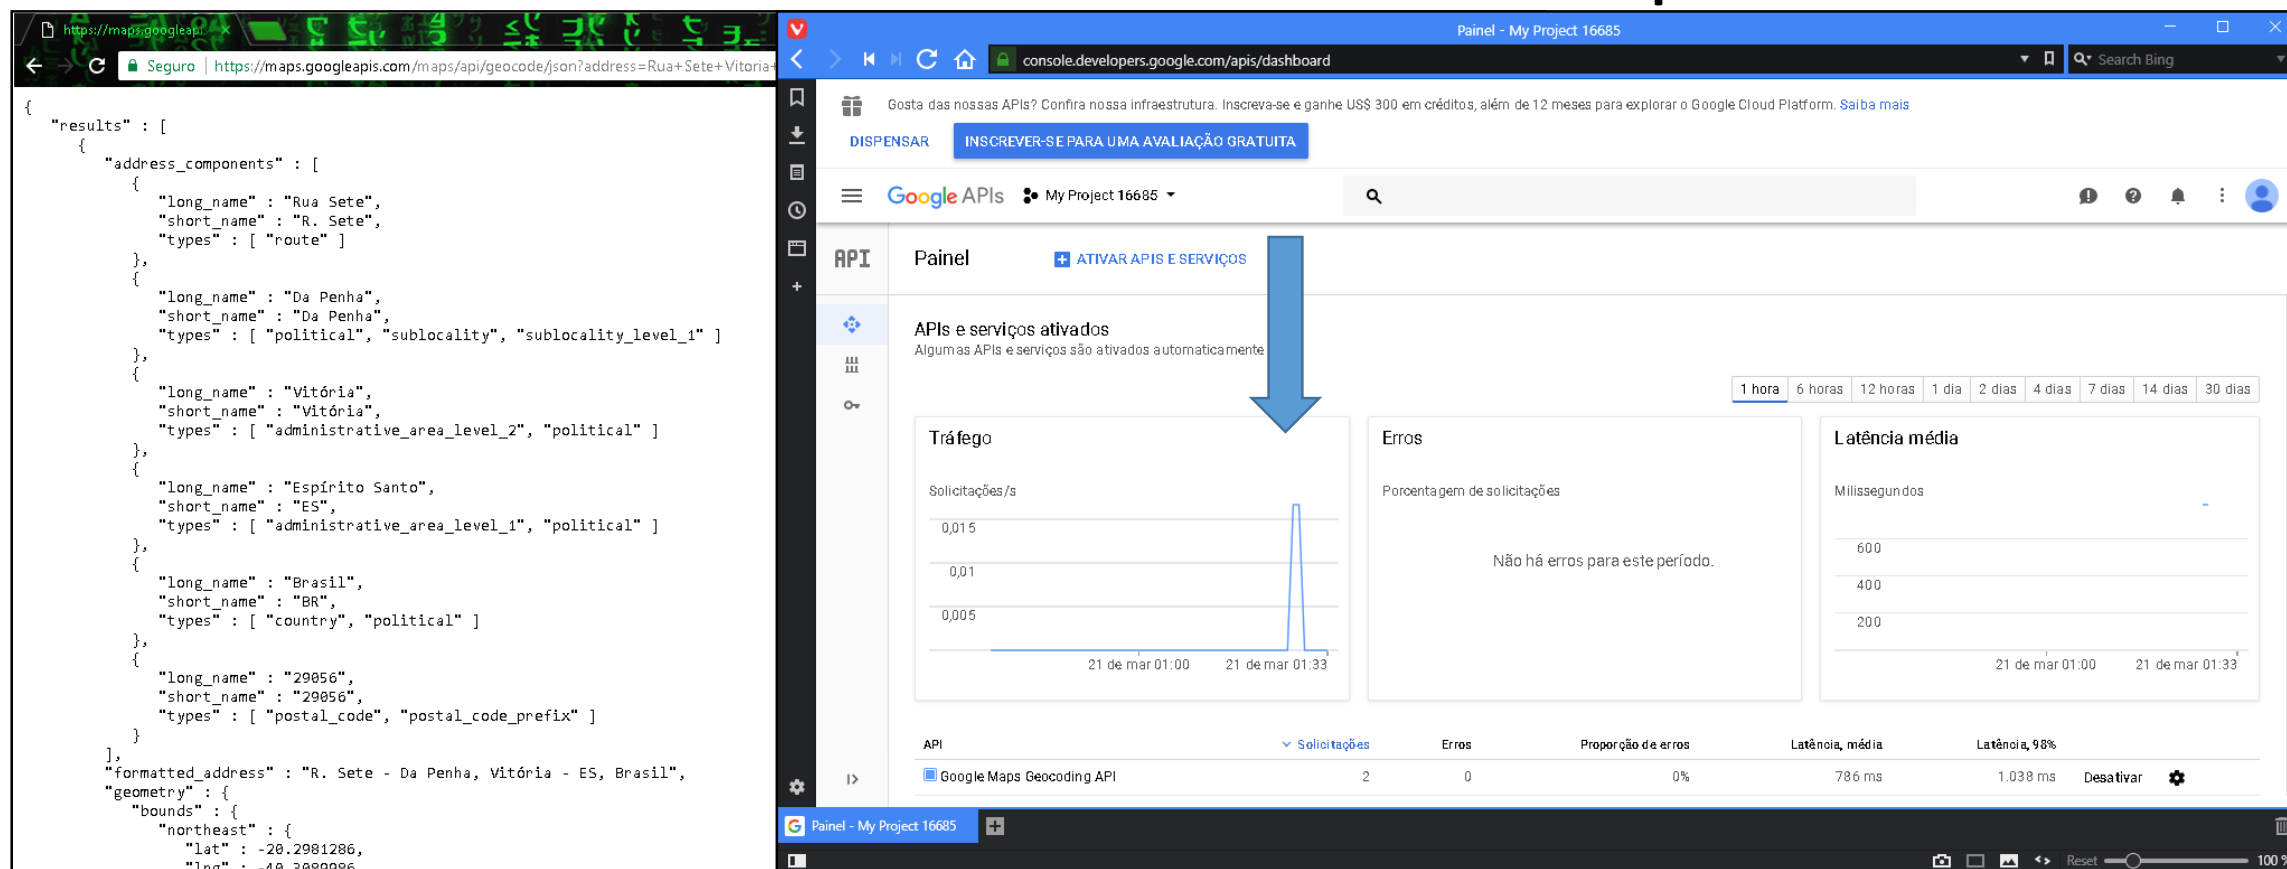 https://maps.googleapi
Seguro | https://maps.googleapis.com/maps/api/geocode/json?address=Rua+Sete+Vitoria+
{
"results" : [
{
"address_components" : [
{
"long_name" : "Rua Sete",
"short_name" : "R. Sete",
"types" : [ "route" ]
},
{
"long_name" : "Da Penha",
"short_name" : "Da Penha",
"types" : [ "political", "sublocality", "sublocality_level_1" ]
},
{
"long_name" : "Vitória",
"short_name" : "Vitória",
"types" : [ "administrative_area_level_2", "political" ]
},
{
"long_name" : "Espírito Santo",
"short_name" : "ES",
"types" : [ "administrative_area_level_1", "political" ]
},
{
"long_name" : "Brasil",
"short_name" : "BR",
"types" : [ "country", "political" ]
},
{
"long_name" : "29056",
"short_name" : "29056",
"types" : [ "postal_code", "postal_code_prefix" ]
}
],
"formatted_address" : "R. Sete - Da Penha, Vitória - ES, Brasil",
"geometry" : {
"bounds" : {
"northeast" : {
"lat" : -20.2981286,
"lng" : -40.3089986
Painel - My Project 16685
console.developers.google.com/apis/dashboard
Search Bing
Gosta das nossas APIs? Confira nossa infraestrutura. Inscreva-se e ganhe US$ 300 em créditos, além de 12 meses para explorar o Google Cloud Platform. Saiba mais
DISPENSAR INSCREVER-SE PARA UMA AVALIAÇÃO GRATUITA
Google APIs My Project 16685
API Painel ATIVAR APIS E SERVIÇOS
APIs e serviços ativados
Algumas APIs e serviços são ativados automaticamente
1 hora 6 horas 12 horas 1 dia 2 dias 4 dias 7 dias 14 dias 30 dias
Tráfego
Solicitações/s
0,015
0,01
0,005
21 de mar 01:00 21 de mar 01:33
Erros
Porcentagem de solicitações
Não há erros para este período.
Latência média
Milissegundos
600
400
200
21 de mar 01:00 21 de mar 01:33
API Solicitações Erros Proporção de erros Latência, média Latência, 98%
Google Maps Geocoding API 2 0 0% 786 ms 1.038 ms Desativar
Painel - My Project 16685
Reset 100 %